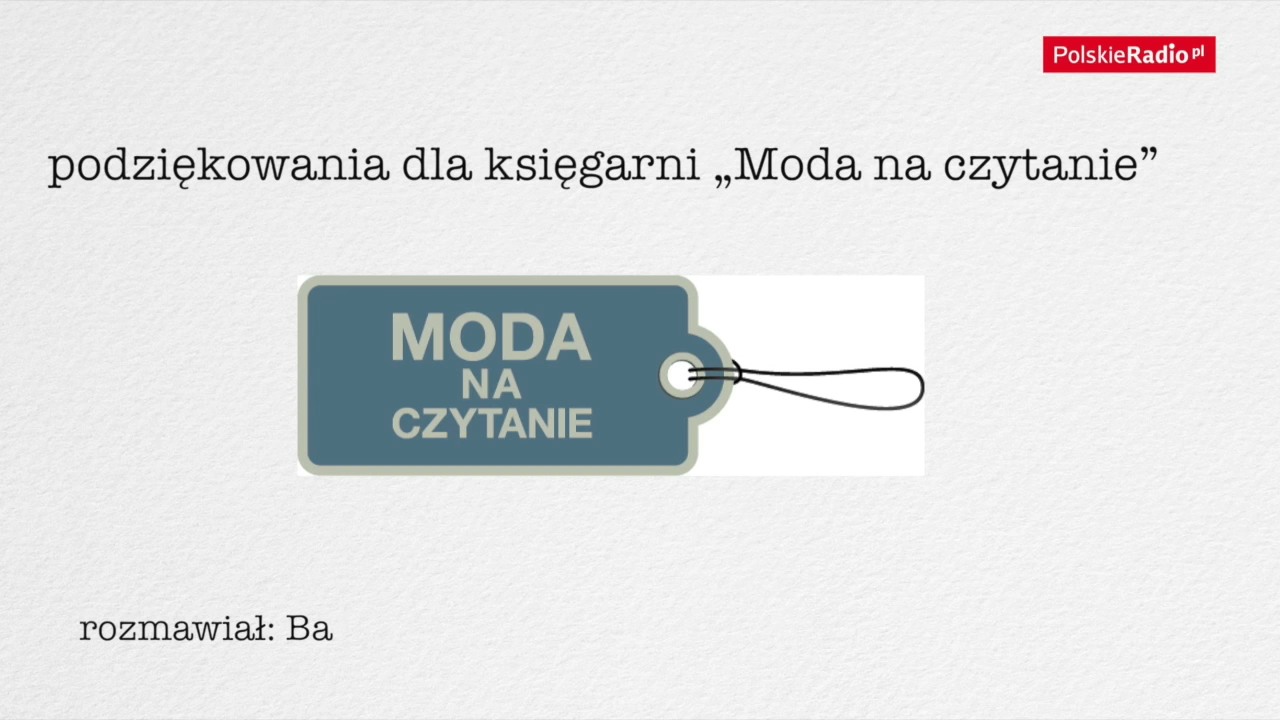 PolskieRadio.pl
podziękowania dla księgarni „Moda na czytanie”
MODA
NA
CZYTANIE
rozmawiał: Ba